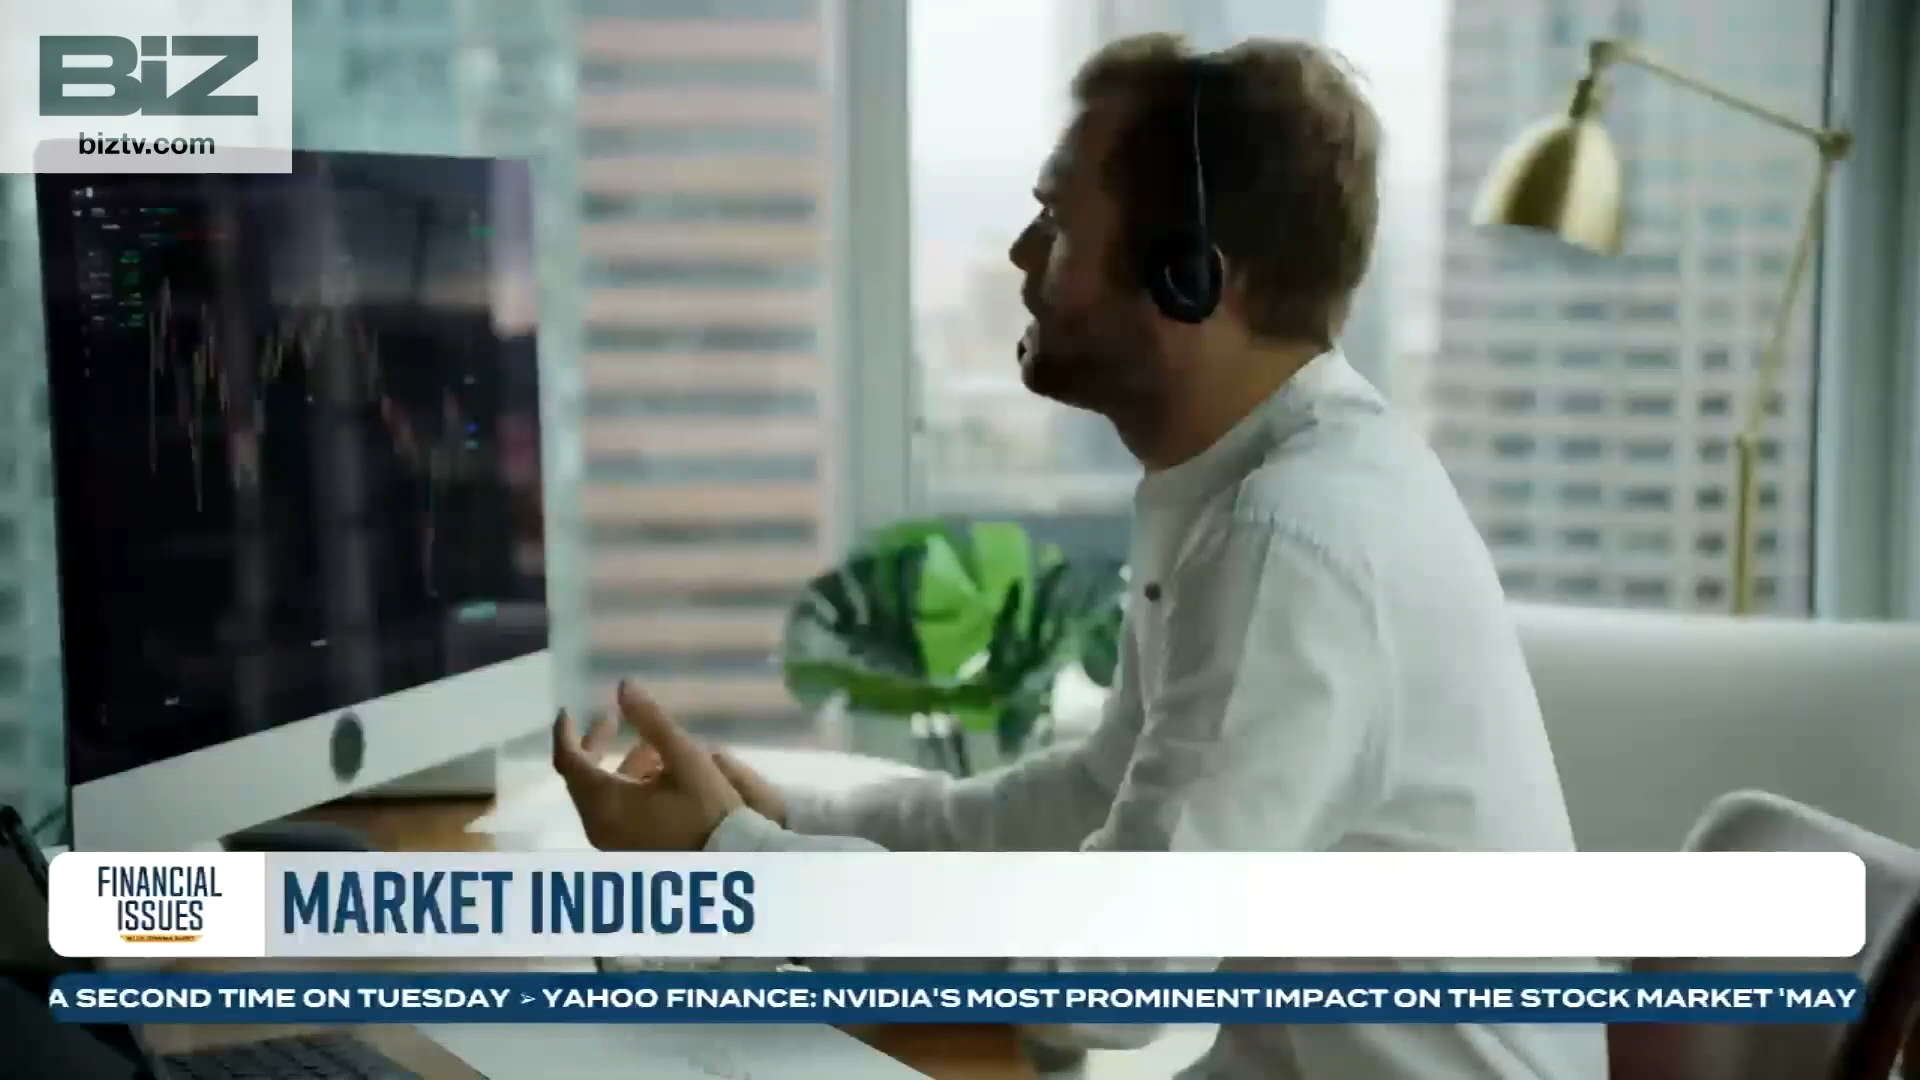 BiZ
biztv.com
FINANCIAL
ISSUES
MARKET INDICES
A SECOND TIME ON TUESDAY > YAHOO FINANCE: NVIDIA'S MOST PROMINENT IMPACT ON THE STOCK MARKET 'MAY